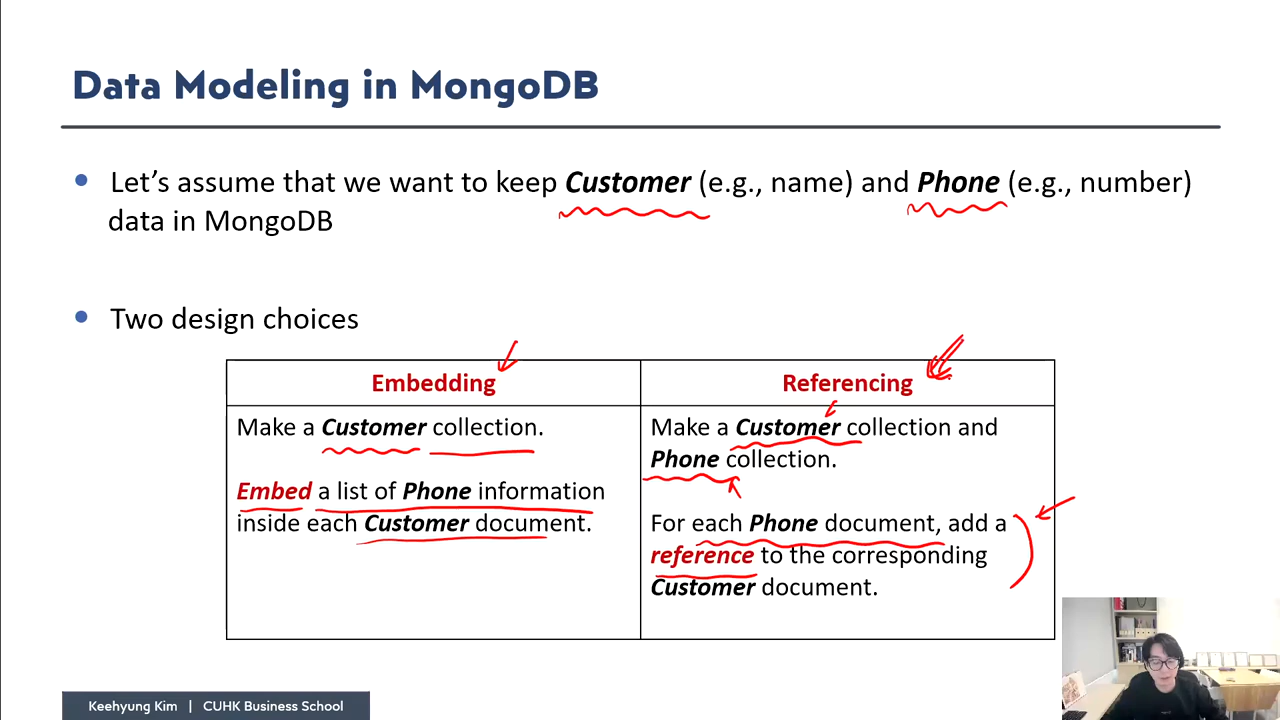 Data Modeling in MongoDB
Let's assume that we want to keep Customer (e.g., name) and Phone (e.g., number)
data in MongoDB
Two design choices
Embedding
Referencing
Make a Customer collection.
Embed a list of Phone information
inside each Customer document.
Make a Customer collection and
Phone collection.
For each Phone document, add a
reference to the corresponding
Customer document.
Keehyung Kim | CUHK Business School